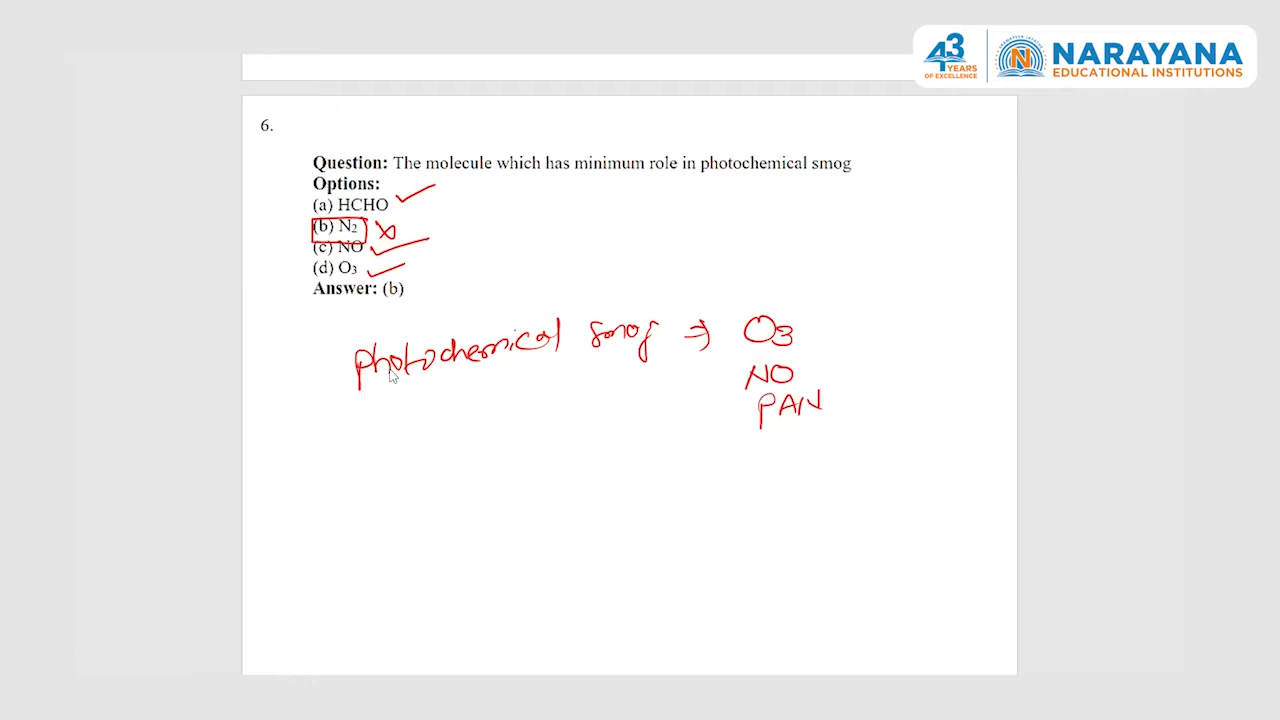 43
YEARS
OF EXCELLENCE
NARAYANA
EDUCATIONAL INSTITUTIONS
6.
Question: The molecule which has minimum role in photochemical smog
Options:
(a) HCHO
(b) N₂
(c) NO
(d) O₃
Answer: (b)
photochemical smog ⇒ O3
NO
PAN